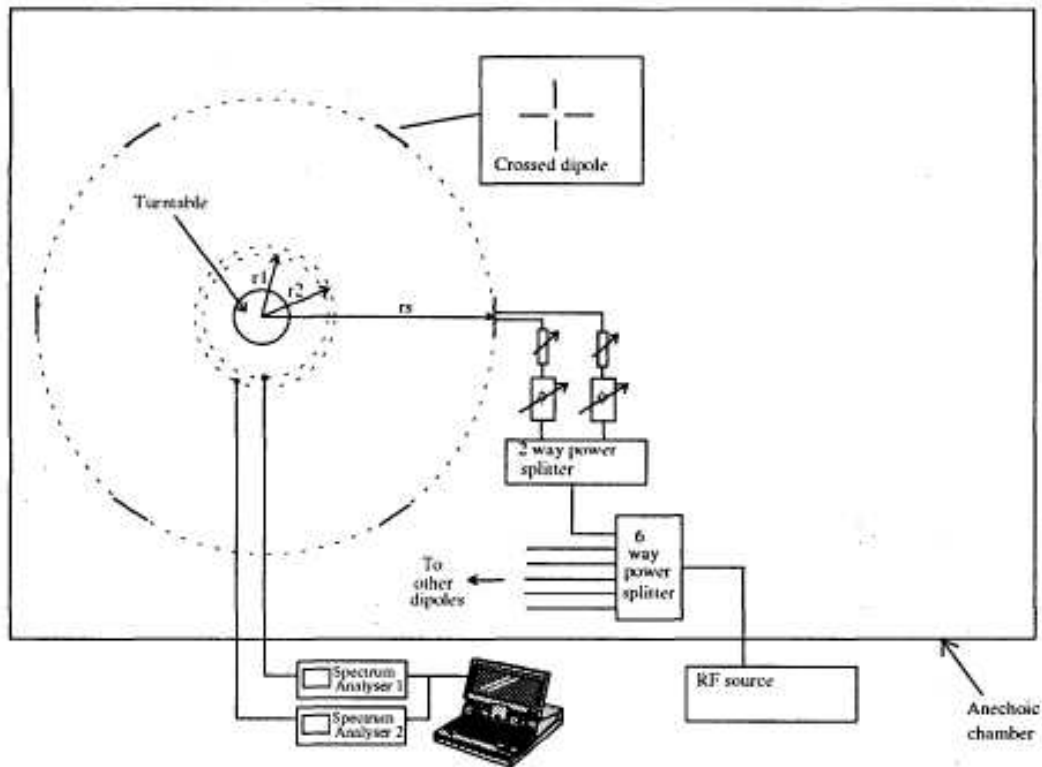 Crossed dipole
Turntable
r1
r2
rs
2 way power
splitter
6
way
power
splitter
To
other
dipoles
Spectrum
Analyser 1
Spectrum
Analyser 2
RF source
Anechoic
chamber